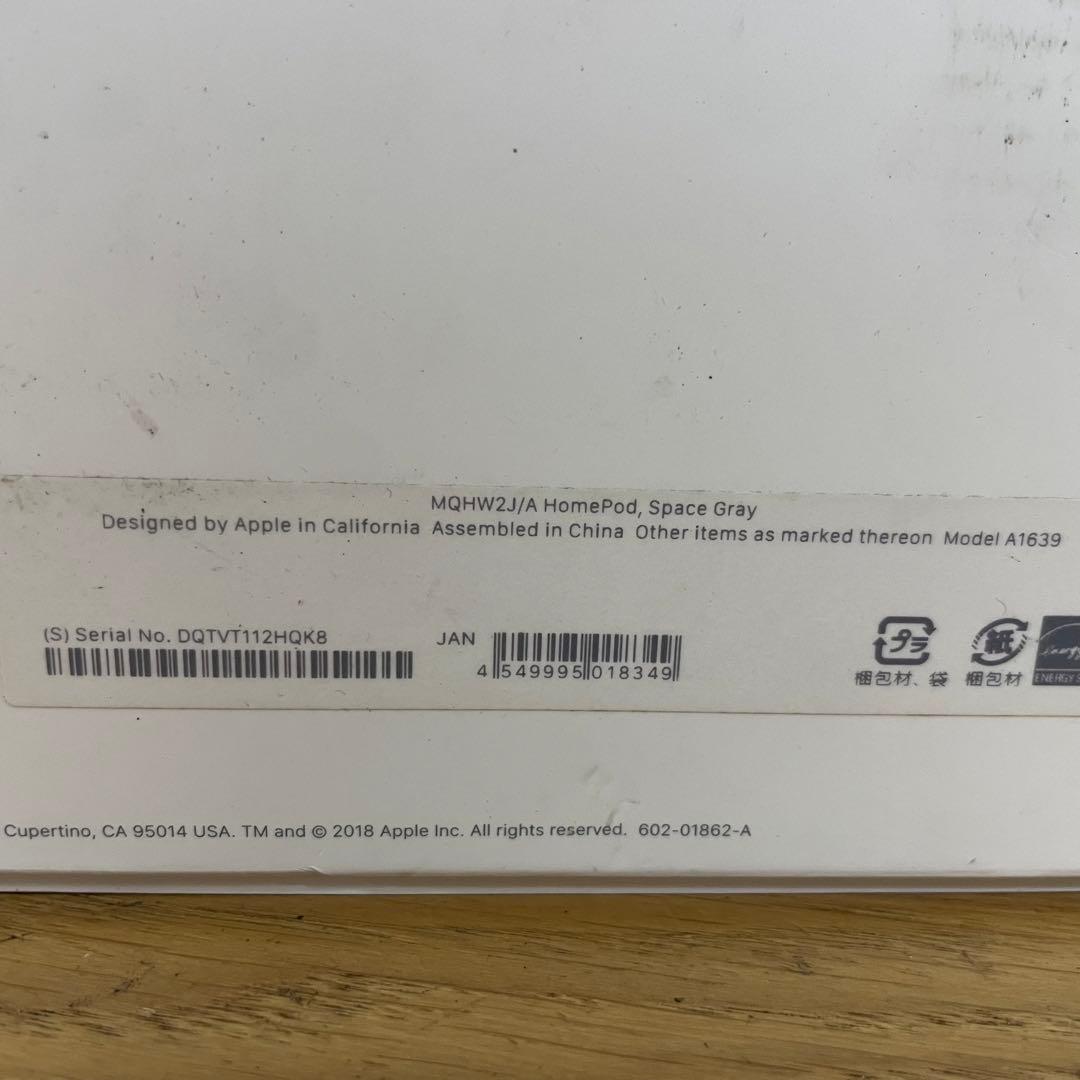 MQHW2J/A HomePod, Space Gray
Designed by Apple in California Assembled in China Other items as marked thereon Model A1639
(S) Serial No. DQTVT112HQK8
JAN
4 549995 018349
プラ
梱包材、袋
紙
梱包材
energy
ENERGY S
Cupertino, CA 95014 USA. TM and © 2018 Apple Inc. All rights reserved. 602-01862-A